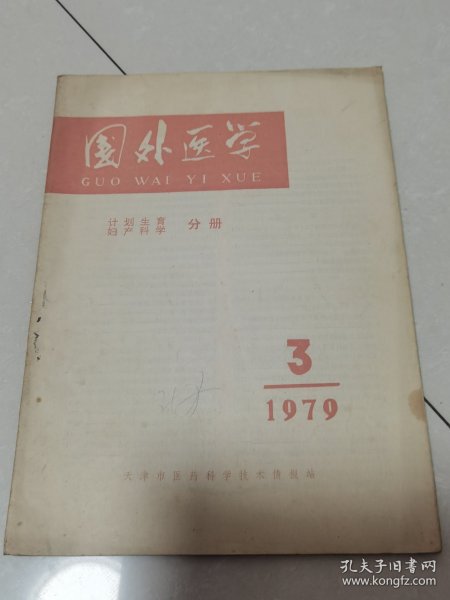 国外医学
GUO WAI YI XUE
计划生育
妇产科学
分册
3
1979
天津市医药科学技术情报站
孔夫子旧书网
www.kongfz.com